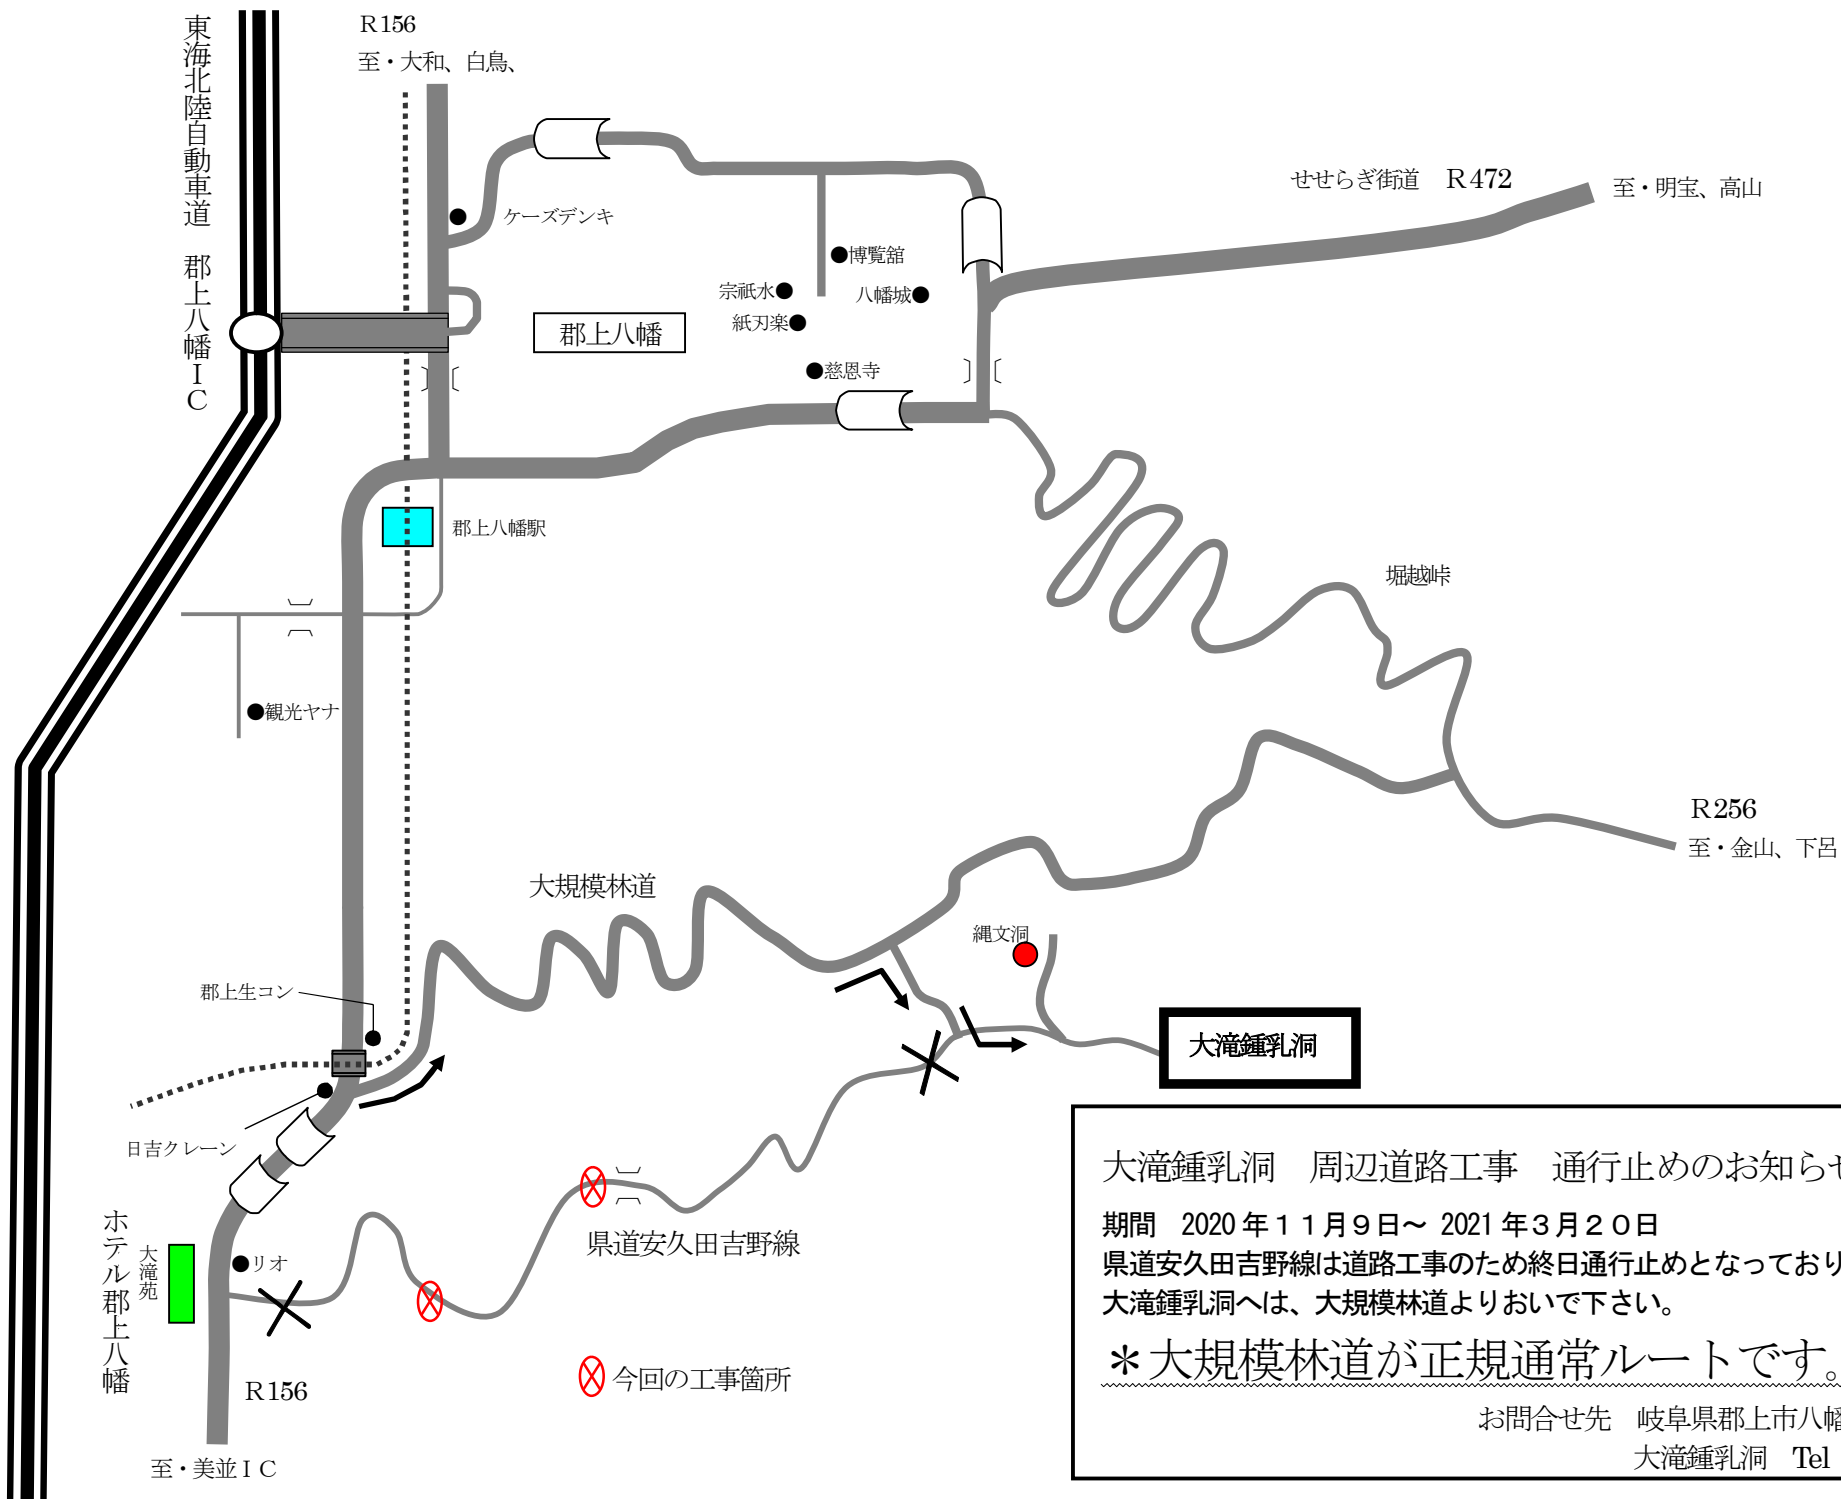 東海北陸自動車道　郡上八幡ＩＣ
Ｒ156
至・大和、白鳥、
せせらぎ街道　Ｒ472
至・明宝、高山
ケーズデンキ
博覧舘
宗祇水
八幡城
紙刃楽
郡上八幡
慈恩寺
郡上八幡駅
堀越峠
観光ヤナ
Ｒ256
至・金山、下呂
大規模林道
縄文洞
郡上生コン
大滝鍾乳洞
日吉クレーン
ホテル郡上八幡
大滝苑
リオ
県道安久田吉野線
今回の工事箇所
Ｒ156
至・美並ＩＣ
大滝鍾乳洞　周辺道路工事　通行止めのお知らせ
期間　2020年１１月９日～ 2021年３月２０日
県道安久田吉野線は道路工事のため終日通行止めとなっており
大滝鍾乳洞へは、大規模林道よりおいで下さい。
＊大規模林道が正規通常ルートです。
お問合せ先　岐阜県郡上市八幡
大滝鍾乳洞　Tel